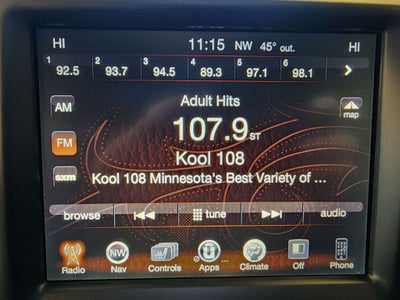 HI 11:15 NW 45° out. HI
1 92.5 2 93.7 3 94.5 4 89.3 5 97.1 6 98.1
AM Adult Hits map
FM 107.9 ST
Kool 108
sxm Kool 108 Minnesota's Best Variety of ...
browse tune audio
NW
Radio Nav Controls Apps ... Climate Off Phone